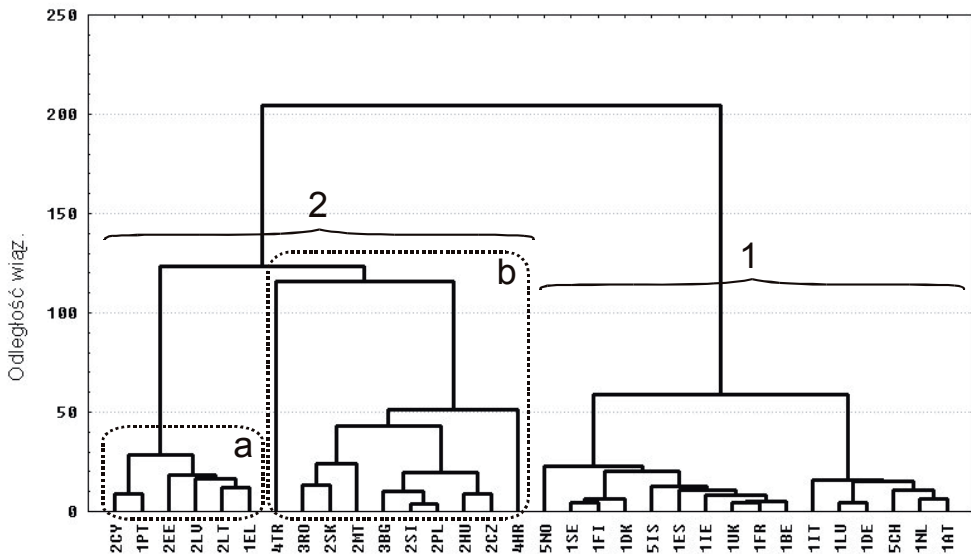 250
200
150
100
50
0
Odległość wiąz.
2
1
a
b
2CY
1PT
2EE
2LV
2LT
1EL
4TR
3RO
2SK
2MT
3BG
2SI
2PL
2HU
2CZ
4HR
5NO
1SE
1FI
1DK
5IS
1ES
1IE
1UK
1FR
1BE
1IT
1LU
1DE
5CH
1NL
1AT